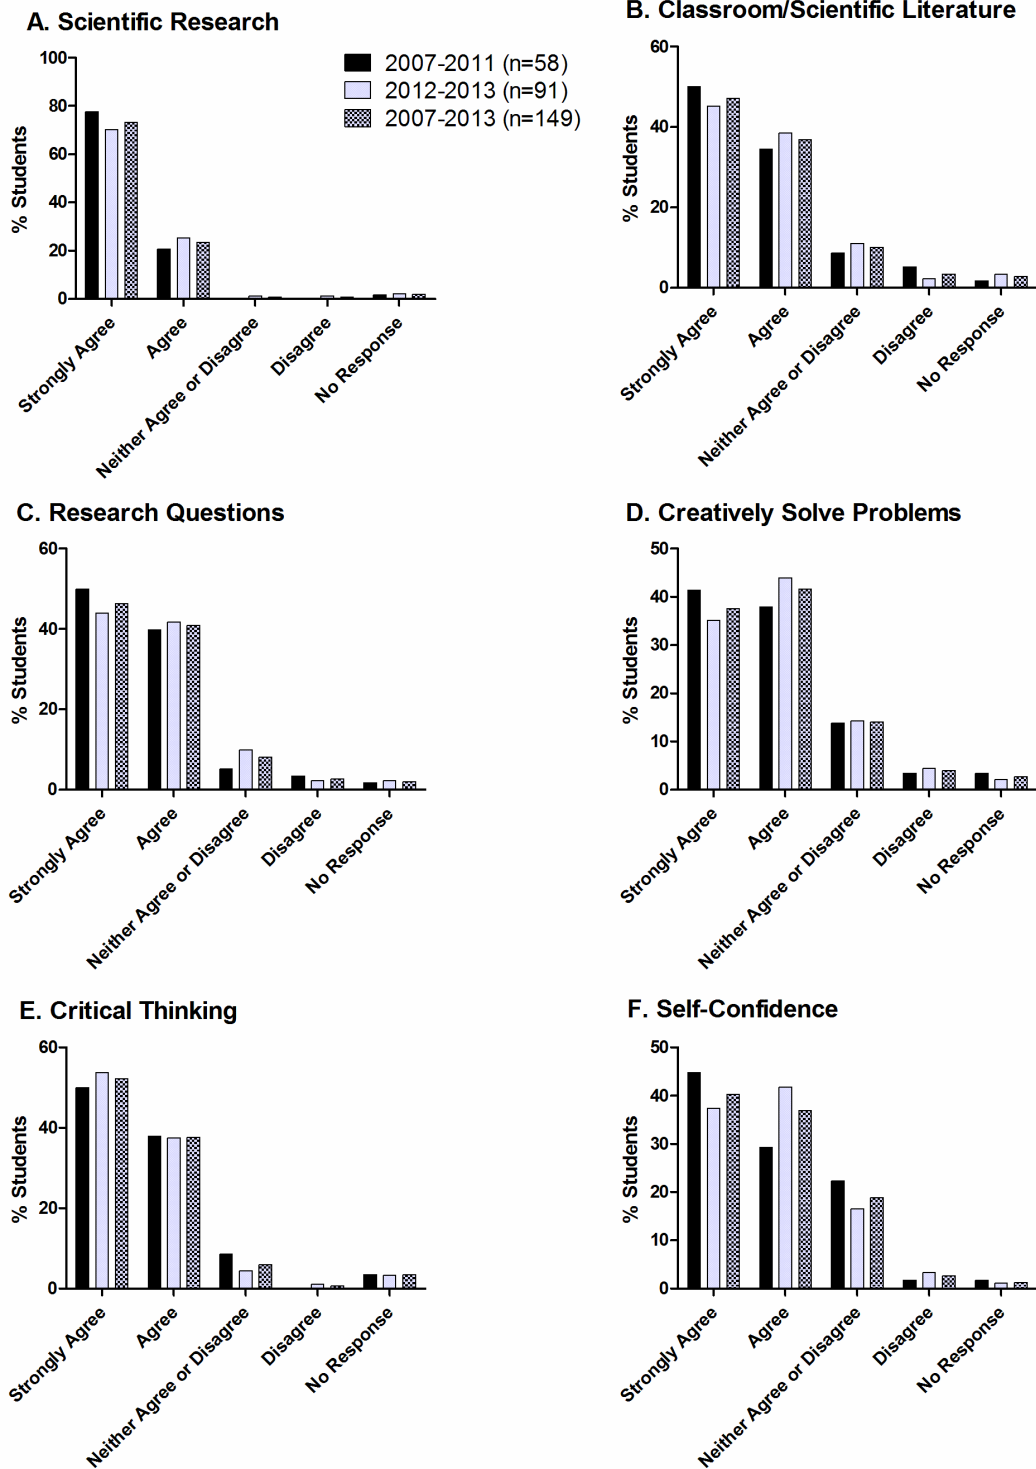 A. Scientific Research
100
80
60
40
20
0
% Students
2007-2011 (n=58)
2012-2013 (n=91)
2007-2013 (n=149)
Strongly Agree
Agree
Neither Agree or Disagree
Disagree
No Response
B. Classroom/Scientific Literature
60
40
20
0
% Students
Strongly Agree
Agree
Neither Agree or Disagree
Disagree
No Response
C. Research Questions
60
40
20
0
% Students
Strongly Agree
Agree
Neither Agree or Disagree
Disagree
No Response
D. Creatively Solve Problems
50
40
30
20
10
0
% Students
Strongly Agree
Agree
Neither Agree or Disagree
Disagree
No Response
E. Critical Thinking
60
40
20
0
% Students
Strongly Agree
Agree
Neither Agree or Disagree
Disagree
No Response
F. Self-Confidence
50
40
30
20
10
0
% Students
Strongly Agree
Agree
Neither Agree or Disagree
Disagree
No Response